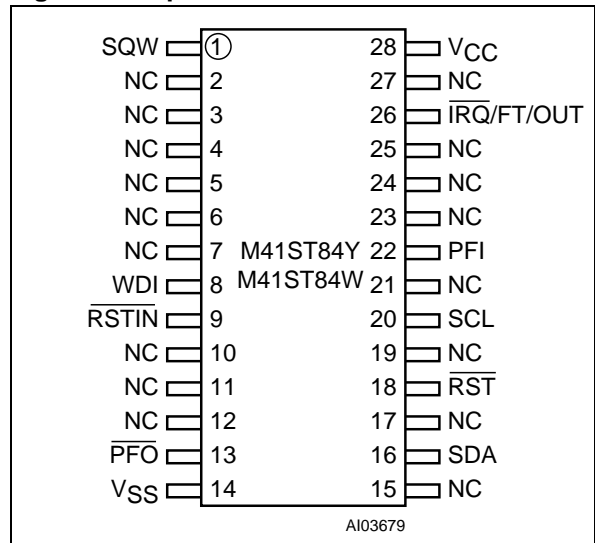 SQW 1 28 VCC
NC 2 27 NC
NC 3 26 IRQ/FT/OUT
NC 4 25 NC
NC 5 24 NC
NC 6 23 NC
NC 7 M41ST84Y 22 PFI
WDI 8 M41ST84W 21 NC
RSTIN 9 20 SCL
NC 10 19 NC
NC 11 18 RST
NC 12 17 NC
PFO 13 16 SDA
VSS 14 15 NC
AI03679